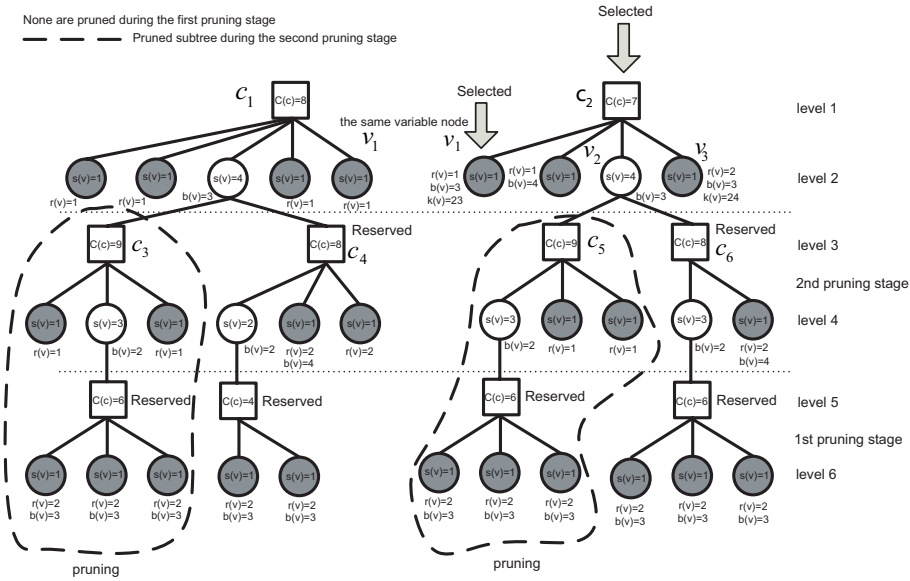 None are pruned during the first pruning stage
Pruned subtree during the second pruning stage
Selected
Selected
c1 C(c)=8
c2 C(c)=7
level 1
the same variable node
v1 v1 v2 v3
s(v)=1 s(v)=1 s(v)=4 s(v)=1 s(v)=1 s(v)=1 s(v)=1 s(v)=4 s(v)=1
level 2
r(v)=1 r(v)=1 b(v)=3 r(v)=1 r(v)=1
r(v)=1
b(v)=3
k(v)=23
r(v)=1
b(v)=4
b(v)=3
r(v)=2
b(v)=3
k(v)=24
Reserved Reserved
C(c)=9 c3 C(c)=8 c4 C(c)=9 c5 C(c)=8 c6
level 3
2nd pruning stage
s(v)=1 s(v)=3 s(v)=1 s(v)=2 s(v)=1 s(v)=1 s(v)=3 s(v)=1 s(v)=1 s(v)=3 s(v)=1
level 4
r(v)=1 b(v)=2 r(v)=1 b(v)=2 r(v)=2 r(v)=2 b(v)=2 r(v)=1 r(v)=1 b(v)=2 r(v)=2
b(v)=4 b(v)=4
C(c)=6 Reserved C(c)=4 Reserved C(c)=6 Reserved C(c)=6 Reserved
level 5
1st pruning stage
s(v)=1 s(v)=1 s(v)=1 s(v)=1 s(v)=1 s(v)=1 s(v)=1 s(v)=1 s(v)=1 s(v)=1 s(v)=1
level 6
r(v)=2 r(v)=2 r(v)=2 r(v)=2 r(v)=2 r(v)=2 r(v)=2 r(v)=2 r(v)=2 r(v)=2 r(v)=2
b(v)=3 b(v)=3 b(v)=3 b(v)=3 b(v)=3 b(v)=3 b(v)=3 b(v)=3 b(v)=3 b(v)=3 b(v)=3
pruning pruning